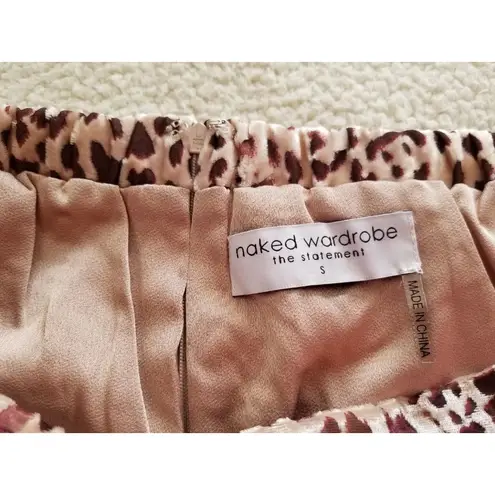 naked wardrobe
the statement
S
MADE IN CHINA